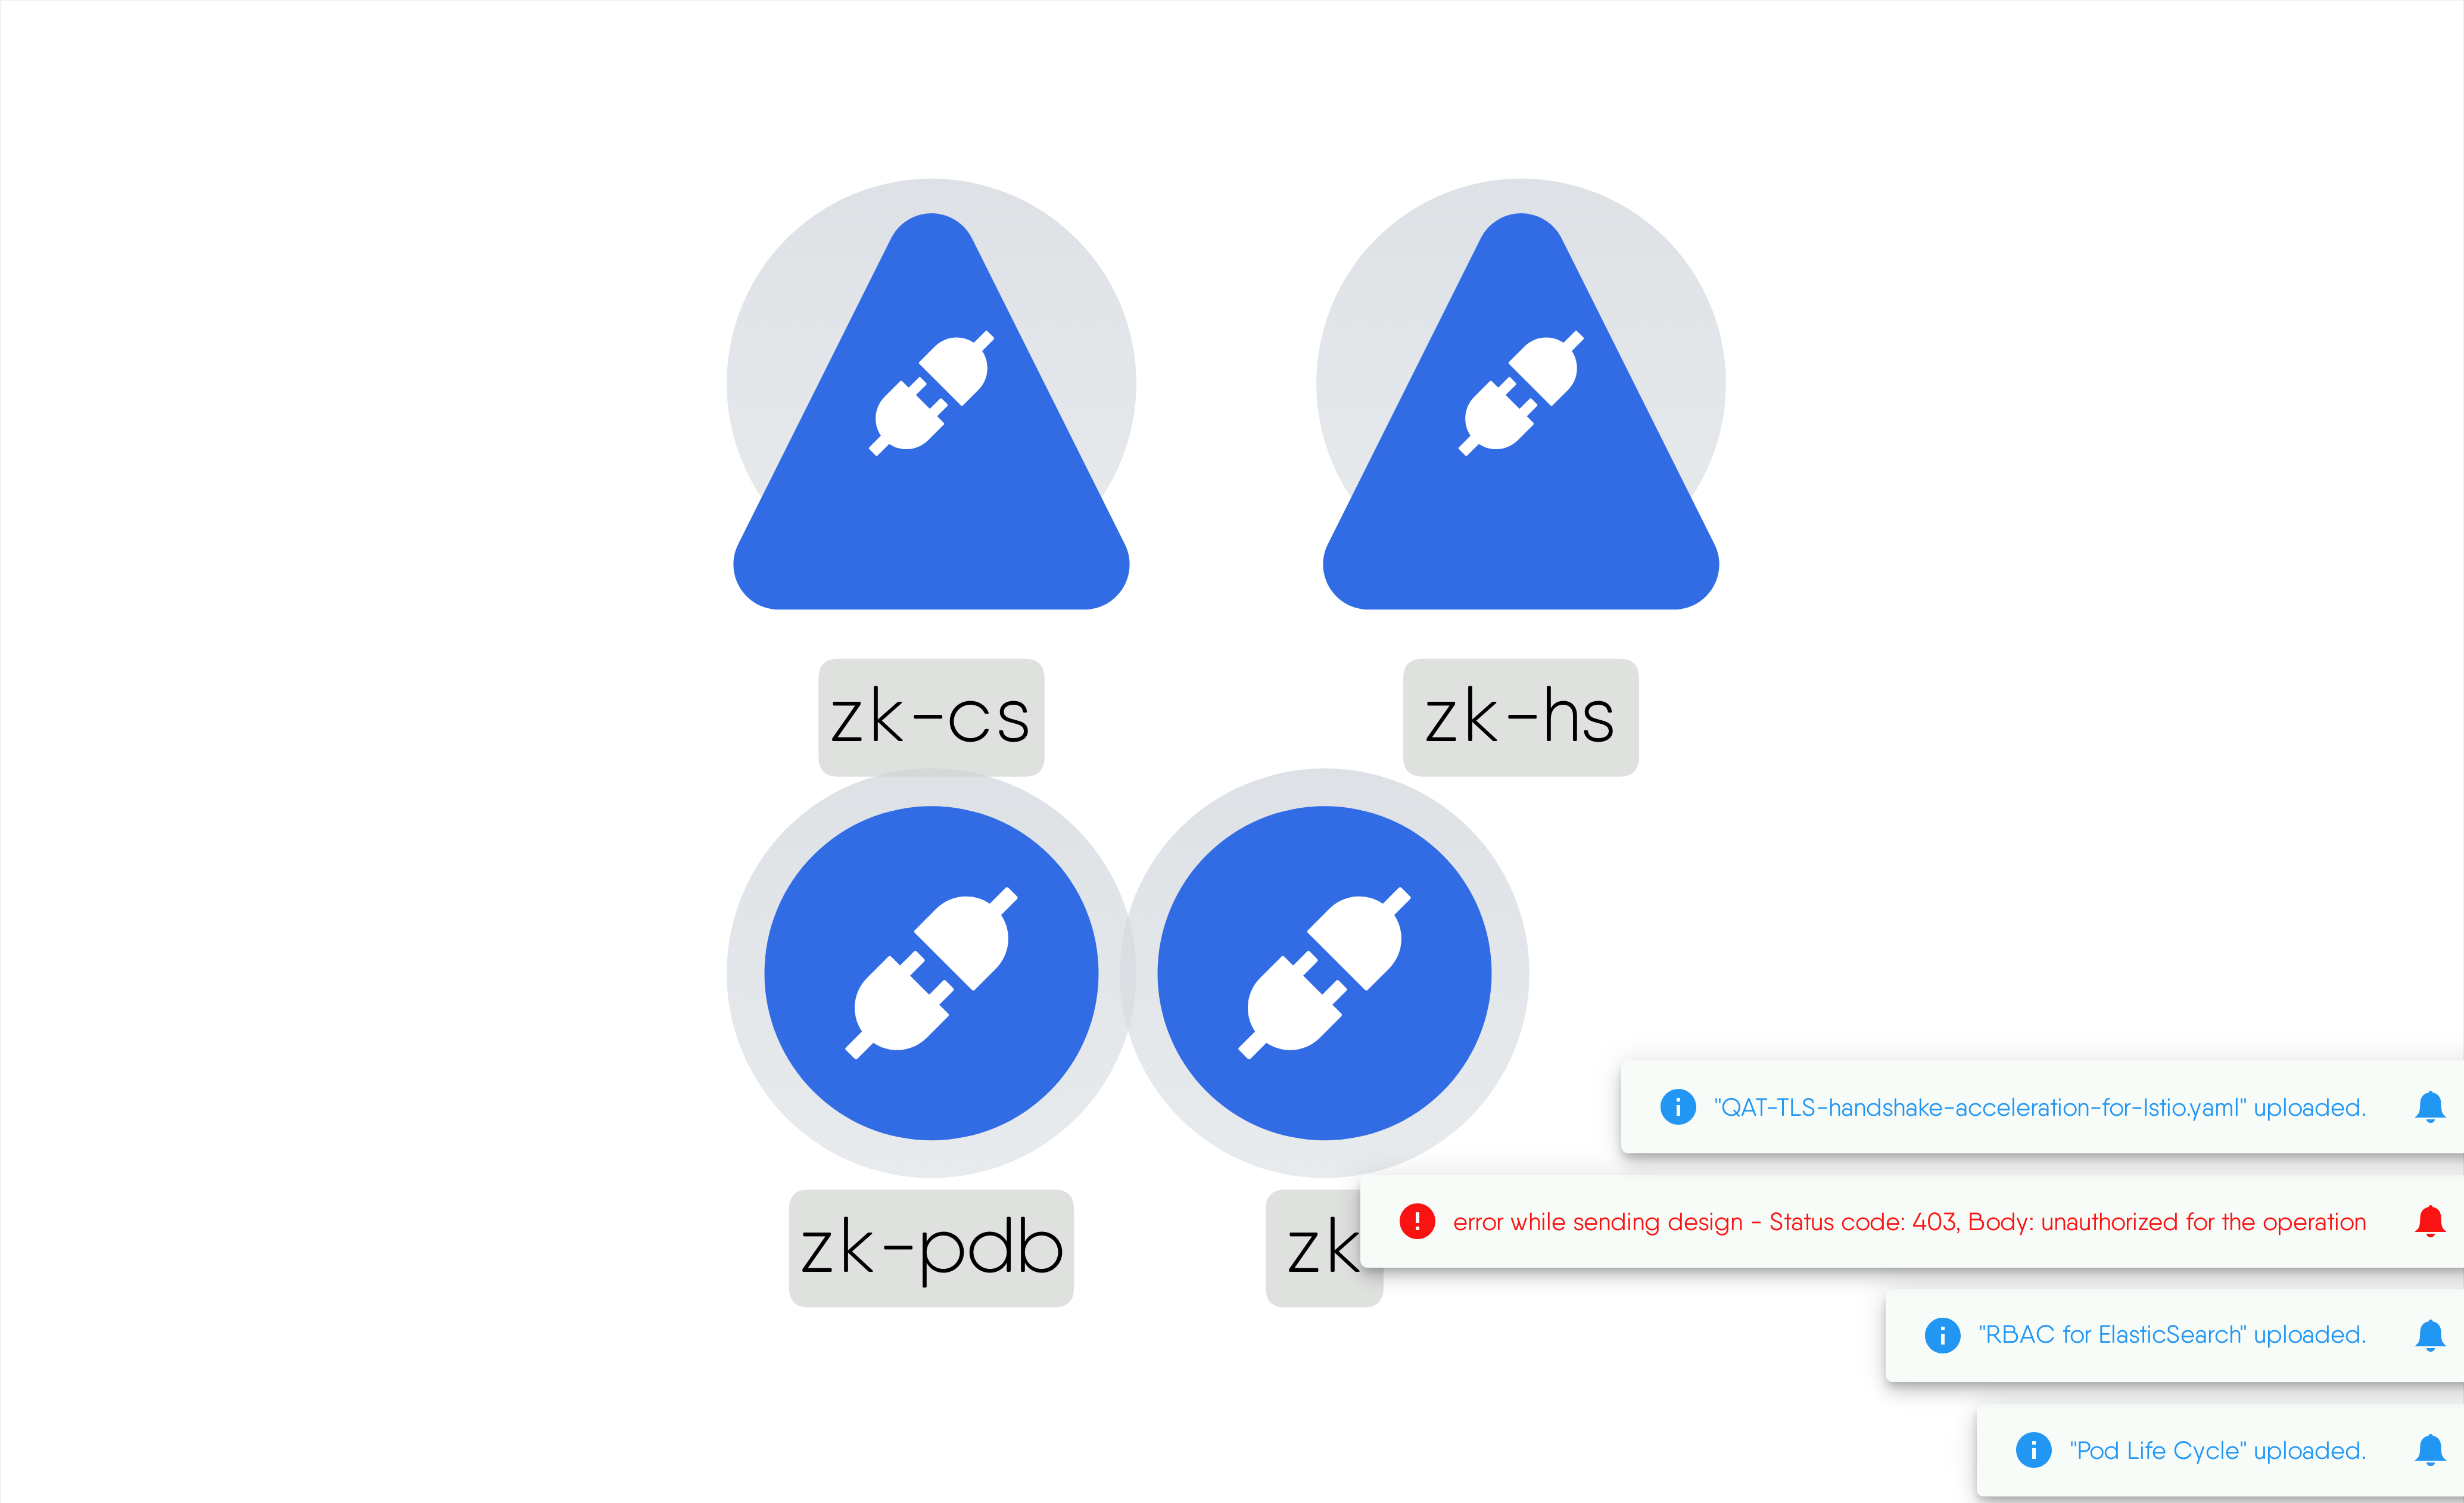 zk-cs
zk-hs
zk-pdb
zk
"QAT-TLS-handshake-acceleration-for-Istio.yaml" uploaded.
error while sending design - Status code: 403, Body: unauthorized for the operation
"RBAC for ElasticSearch" uploaded.
"Pod Life Cycle" uploaded.